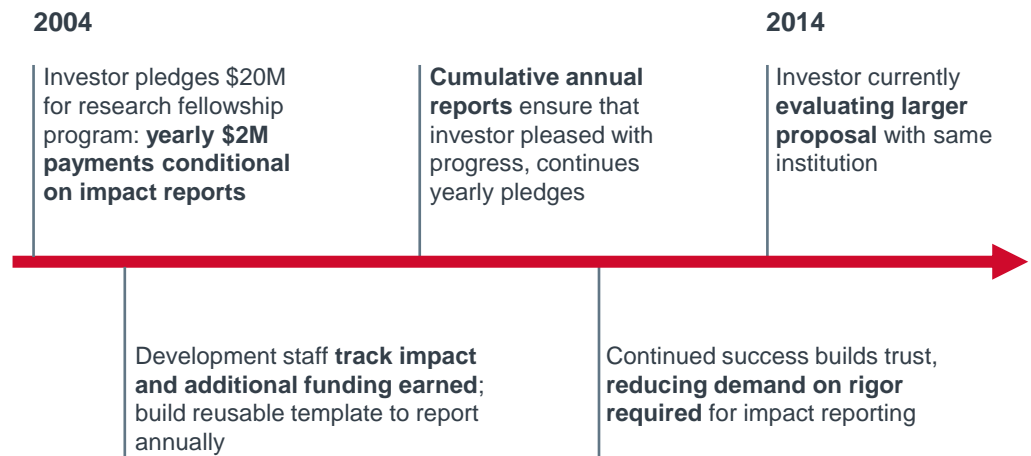 2004
2014
Investor pledges $20M
for research fellowship
program: yearly $2M
payments conditional
on impact reports
Cumulative annual
reports ensure that
investor pleased with
progress, continues
yearly pledges
Investor currently
evaluating larger
proposal with same
institution
Development staff track impact
and additional funding earned;
build reusable template to report
annually
Continued success builds trust,
reducing demand on rigor
required for impact reporting